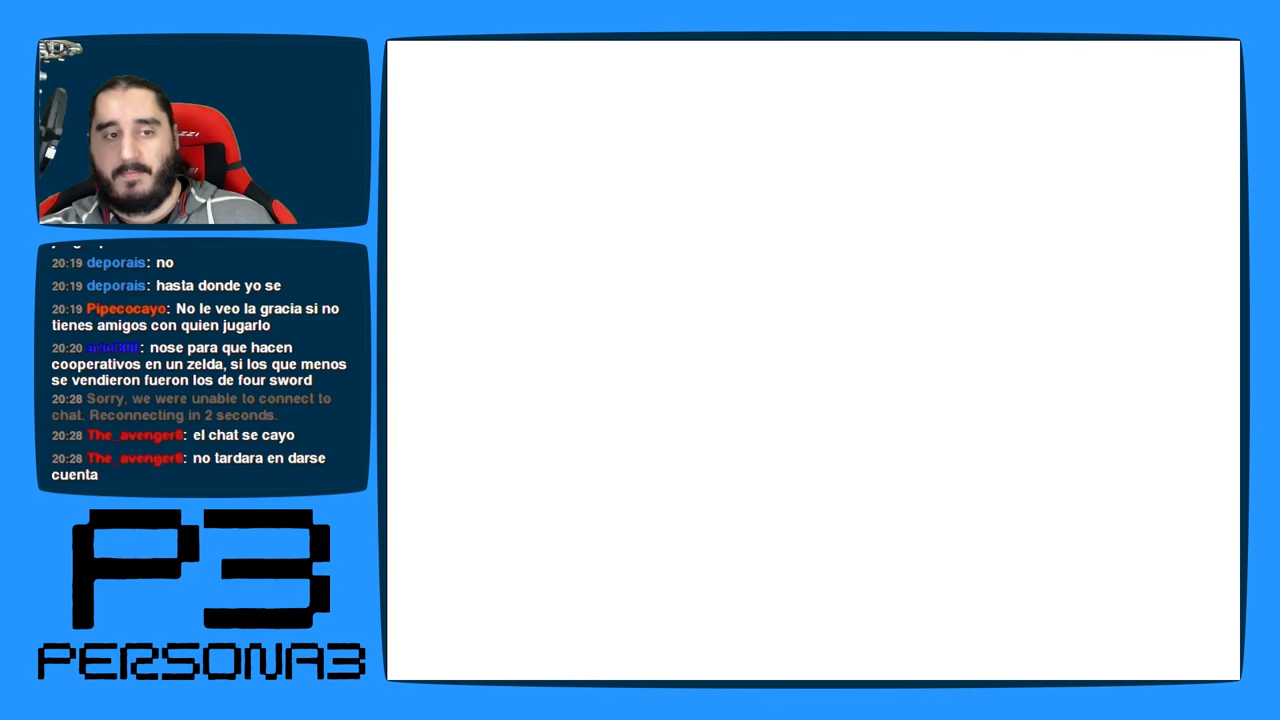 20:19 deporais: no
20:19 deporais: hasta donde yo se
20:19 Pipecocayo: No le veo la gracia si no
tienes amigos con quien jugarlo
20:20 : nose para que hacen
cooperativos en un zelda, si los que menos
se vendieron fueron los de four sword
20:28 Sorry, we were unable to connect to
chat. Reconnecting in 2 seconds.
20:28 The_avenger8: el chat se cayo
20:28 The_avenger8: no tardara en darse
cuenta
P3
PERSONA3